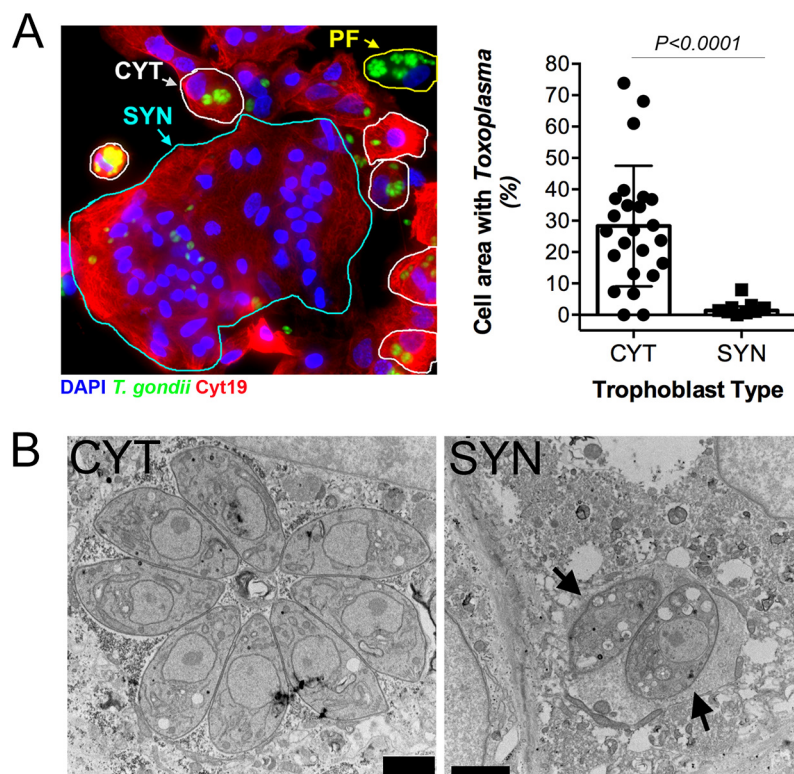 A
PF
CYT
SYN
DAPI T. gondii Cyt19
P<0.0001
Cell area with Toxoplasma
(%)
80
70
60
50
40
30
20
10
0
CYT SYN
Trophoblast Type
B
CYT
SYN